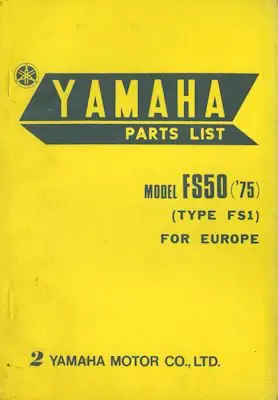 YAMAHA
PARTS LIST
MODEL FS50 ('75)
(TYPE FS1)
FOR EUROPE
2 YAMAHA MOTOR CO., LTD.